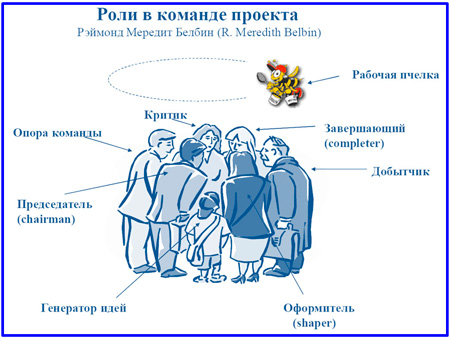 Роли в команде проекта
Рэймонд Мередит Белбин (R. Meredith Belbin)
Рабочая пчелка
Критик
Опора команды
Завершающий
(completer)
Добытчик
Председатель
(chairman)
Генератор идей
Оформитель
(shaper)